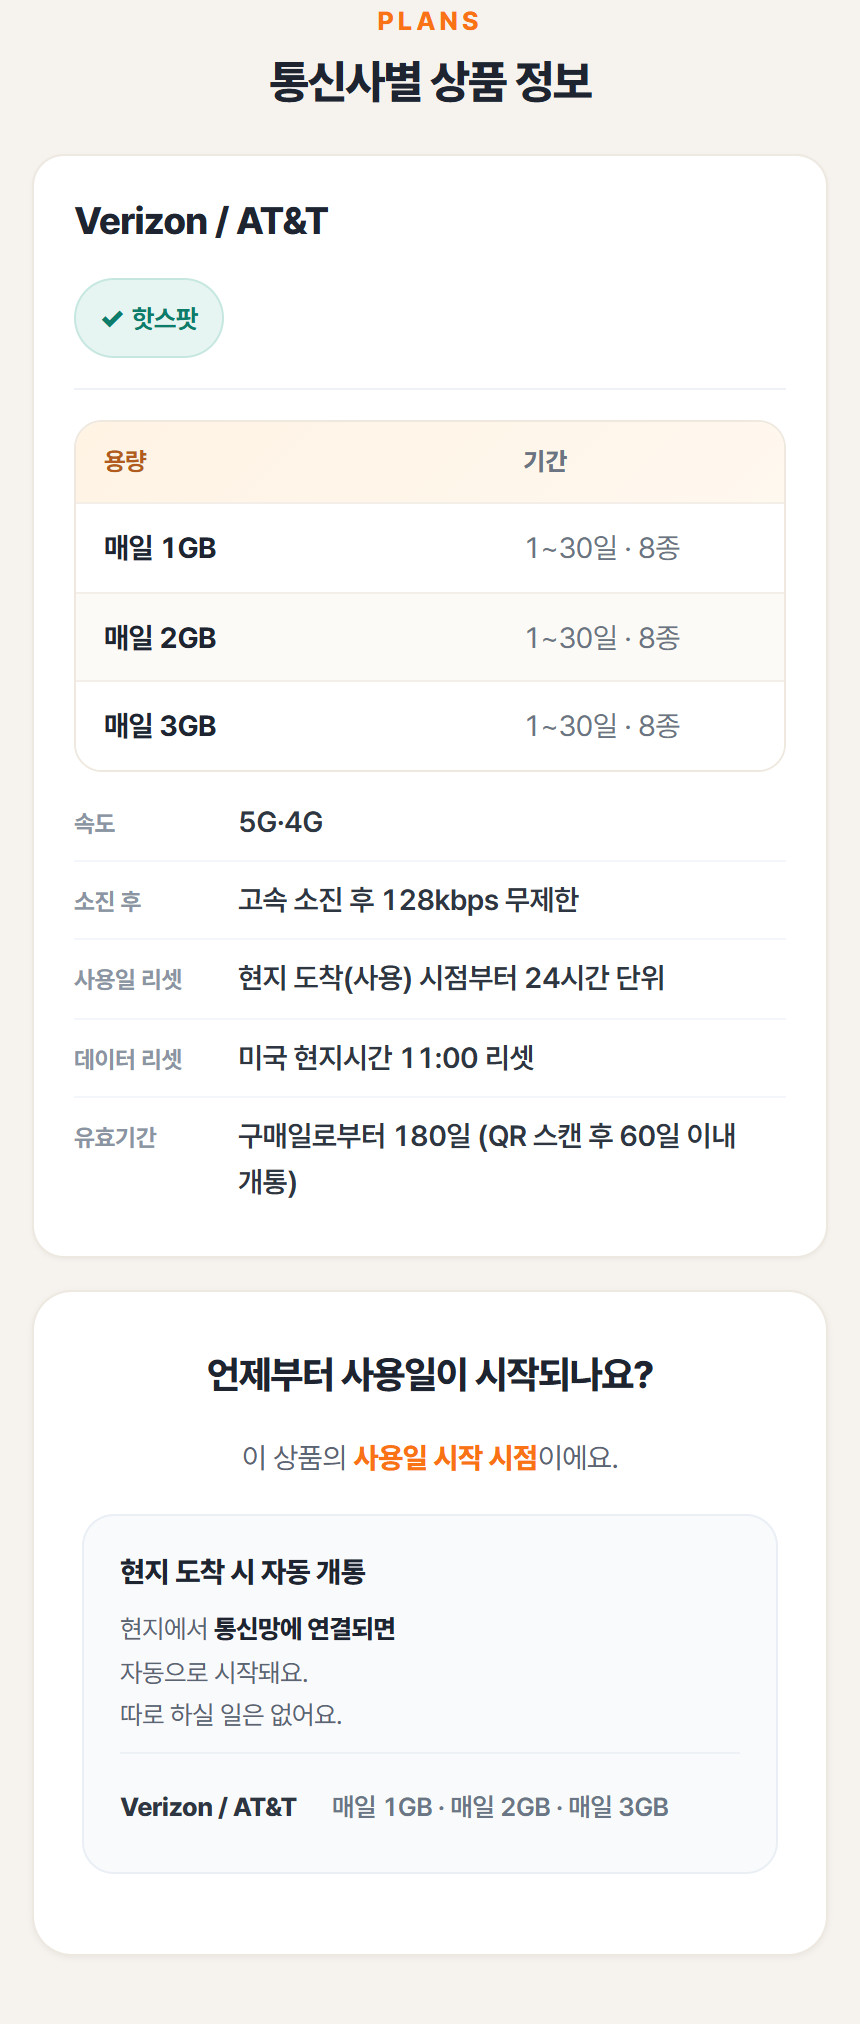 PLANS
통신사별 상품 정보
Verizon / AT&T
✓ 핫스팟
용량 기간
매일 1GB 1~30일 · 8종
매일 2GB 1~30일 · 8종
매일 3GB 1~30일 · 8종
속도 5G·4G
소진 후 고속 소진 후 128kbps 무제한
사용일 리셋 현지 도착(사용) 시점부터 24시간 단위
데이터 리셋 미국 현지시간 11:00 리셋
유효기간 구매일로부터 180일 (QR 스캔 후 60일 이내
개통)
언제부터 사용일이 시작되나요?
이 상품의 사용일 시작 시점이에요.
현지 도착 시 자동 개통
현지에서 통신망에 연결되면
자동으로 시작돼요.
따로 하실 일은 없어요.
Verizon / AT&T 매일 1GB · 매일 2GB · 매일 3GB